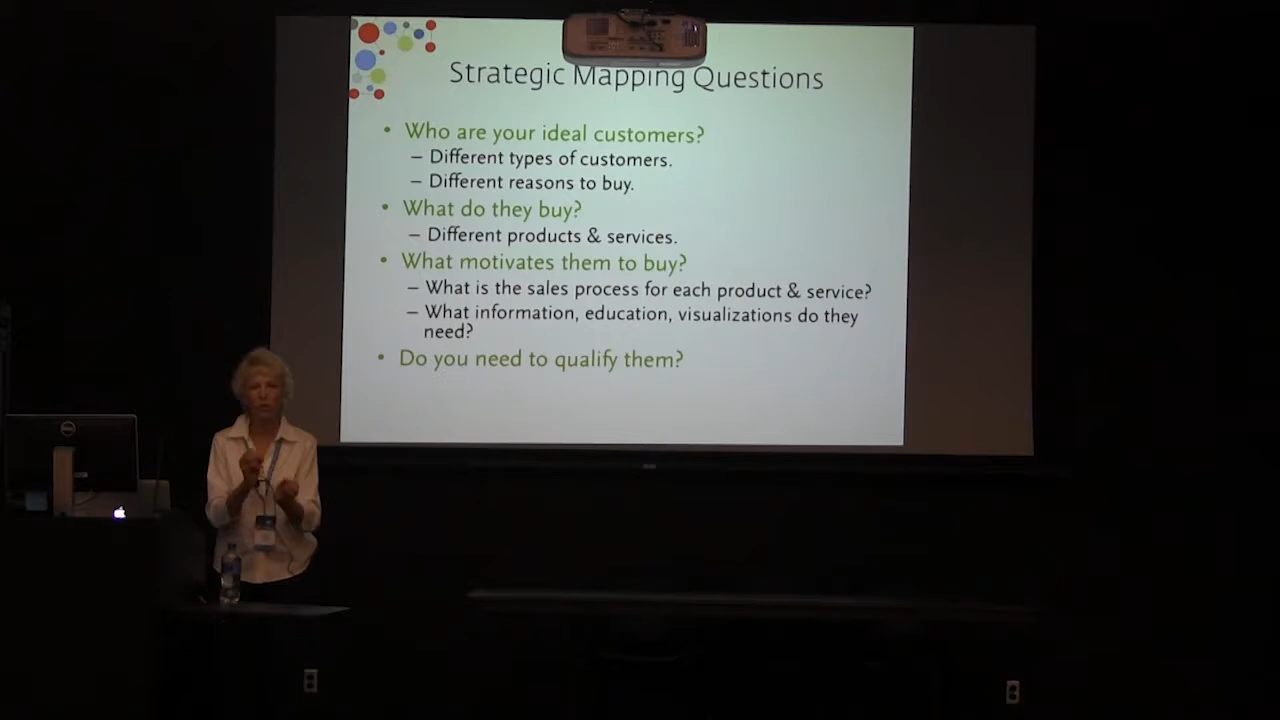 Strategic Mapping Questions
• Who are your ideal customers?
– Different types of customers.
– Different reasons to buy.
• What do they buy?
– Different products & services.
• What motivates them to buy?
– What is the sales process for each product & service?
– What information, education, visualizations do they
need?
• Do you need to qualify them?
DELL